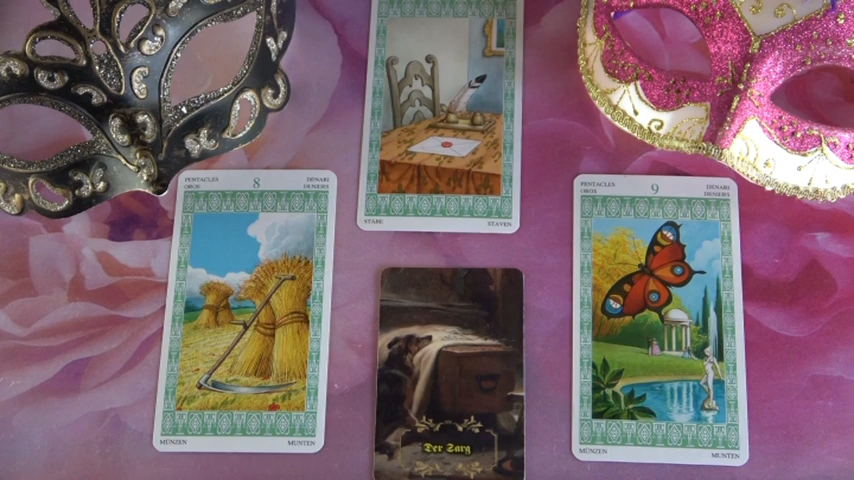 STÄBE STAVEN
PENTACLES 8 DENARI
OROS DENIERS
MÜNZEN MUNTEN
PENTACLES 9 DENARI
OROS DENIERS
MÜNZEN MUNTEN
Der Sarg